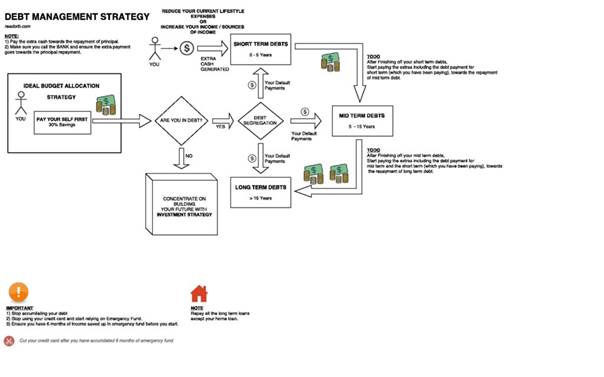 DEBT MANAGEMENT STRATEGY
readorb.com
NOTE:
1) Pay the extra cash towards the repayment of principal.
2) Make sure you call the BANK and ensure the extra payment
goes towards the principal repayment.
REDUCE YOUR CURRENT LIFESTYLE
EXPENSES
OR
INCREASE YOUR INCOME / SOURCES
OF INCOME
YOU
$
EXTRA
CASH
GENERATED
SHORT TERM DEBTS
0 - 5 Years
TODO
After Finishing off your short term debts,
Start paying the extras including the debt payment for
short term (which you have been paying), towards the repayment
of mid term debt.
IDEAL BUDGET ALLOCATION
STRATEGY
YOU
PAY YOUR SELF FIRST
30% Savings
ARE YOU IN DEBT?
YES
DEBT
SEGREGATION
$
Your Default
Payments
$
Your Default
Payments
MID TERM DEBTS
5 - 15 Years
NO
$
Your Default
Payments
TODO
After Finishing off your mid term debts,
Start paying the extras including the debt payment for
mid term and the short term (which you have been paying), towards
the repayment of long term debt.
CONCENTRATE ON
BUILDING
YOUR FUTURE WITH
INVESTMENT STRATEGY
LONG TERM DEBTS
> 15 Years
IMPORTANT
1) Stop accumulating your debt
2) Stop using your credit card and start relying on Emergency Fund.
3) Ensure you have 6 months of income saved up in emergency fund before you start.
NOTE
Repay all the long term loans
except your home loan.
Cut your credit card after you have accumulated 6 months of emergency fund